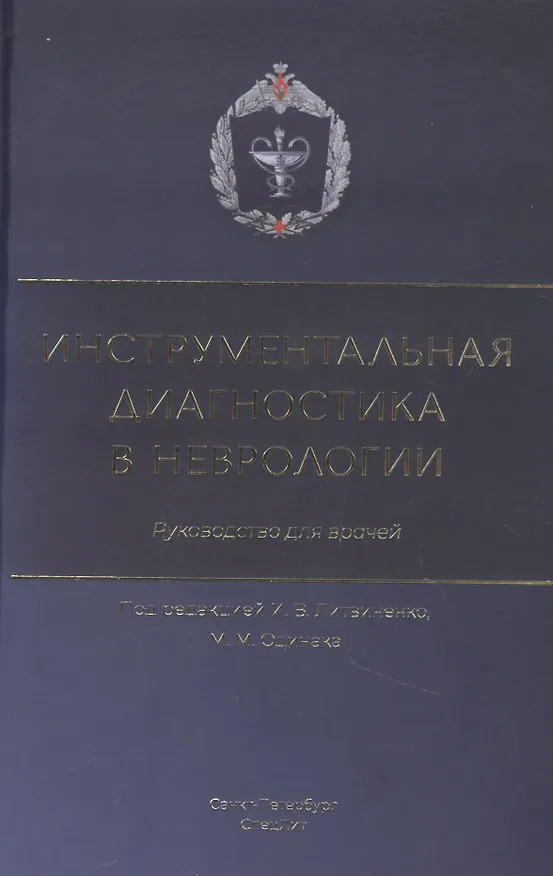 ИНСТРУМЕНТАЛЬНАЯ
ДИАГНОСТИКА
В НЕВРОЛОГИИ
Руководство для врачей
Под редакцией И. В. Литвиненко,
М. М. Одинака
Санкт-Петербург
СпецЛит